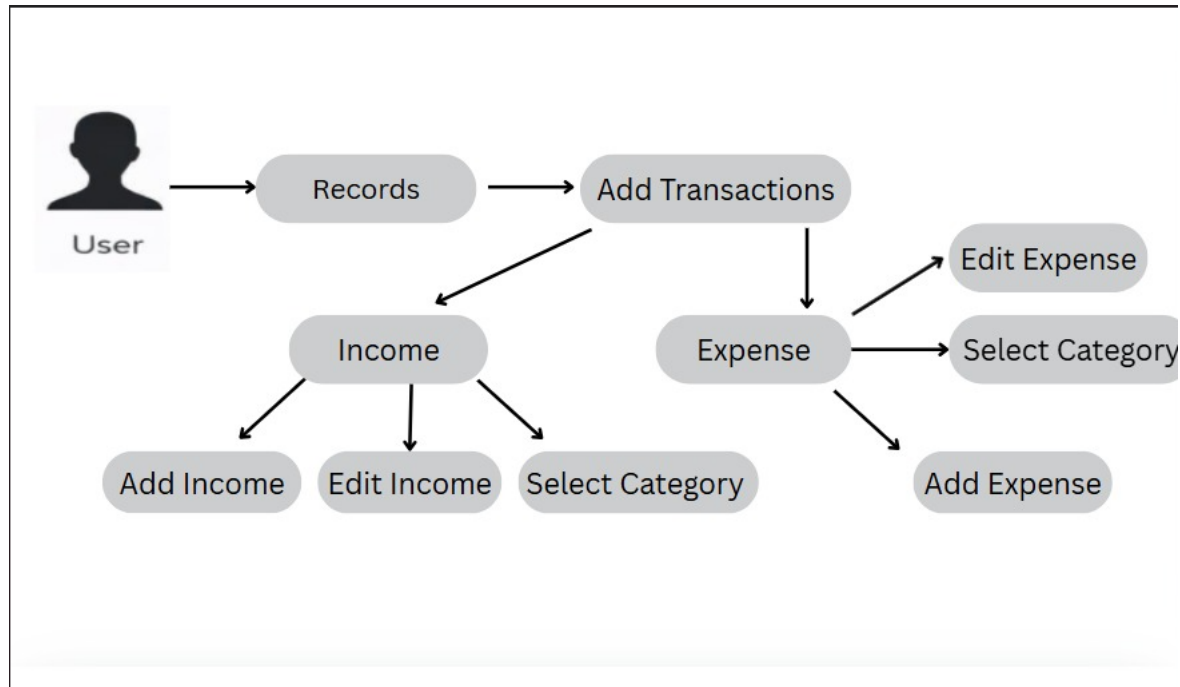 User
Records
Add Transactions
Edit Expense
Income
Expense
Select Category
Add Income
Edit Income
Select Category
Add Expense